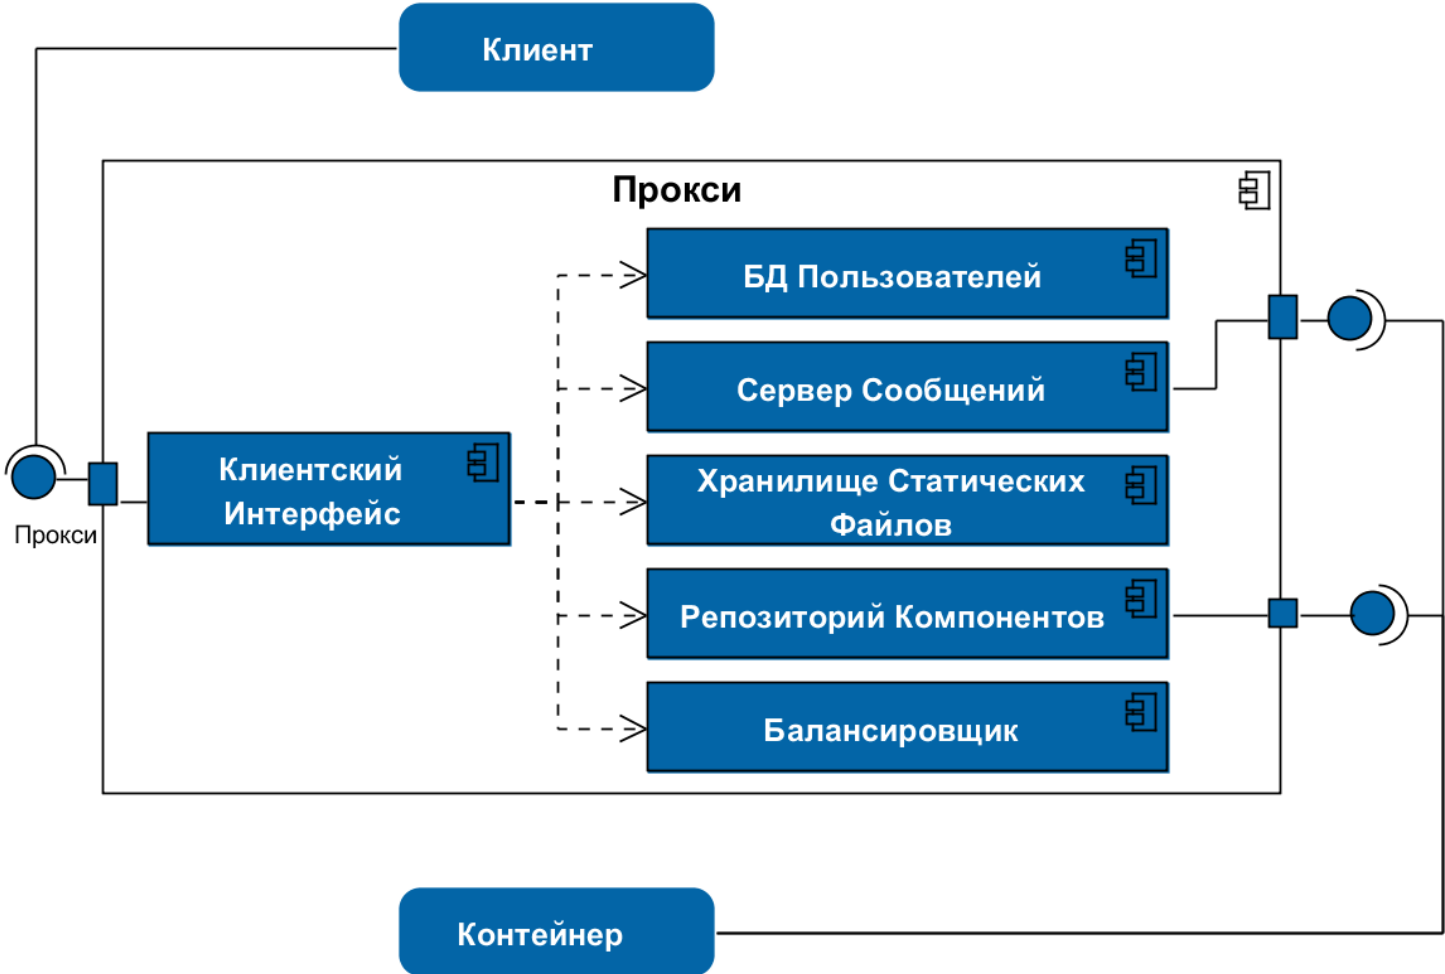 Клиент
Прокси
БД Пользователей
Сервер Сообщений
Клиентский
Интерфейс
Прокси
Хранилище Статических
Файлов
Репозиторий Компонентов
Балансировщик
Контейнер